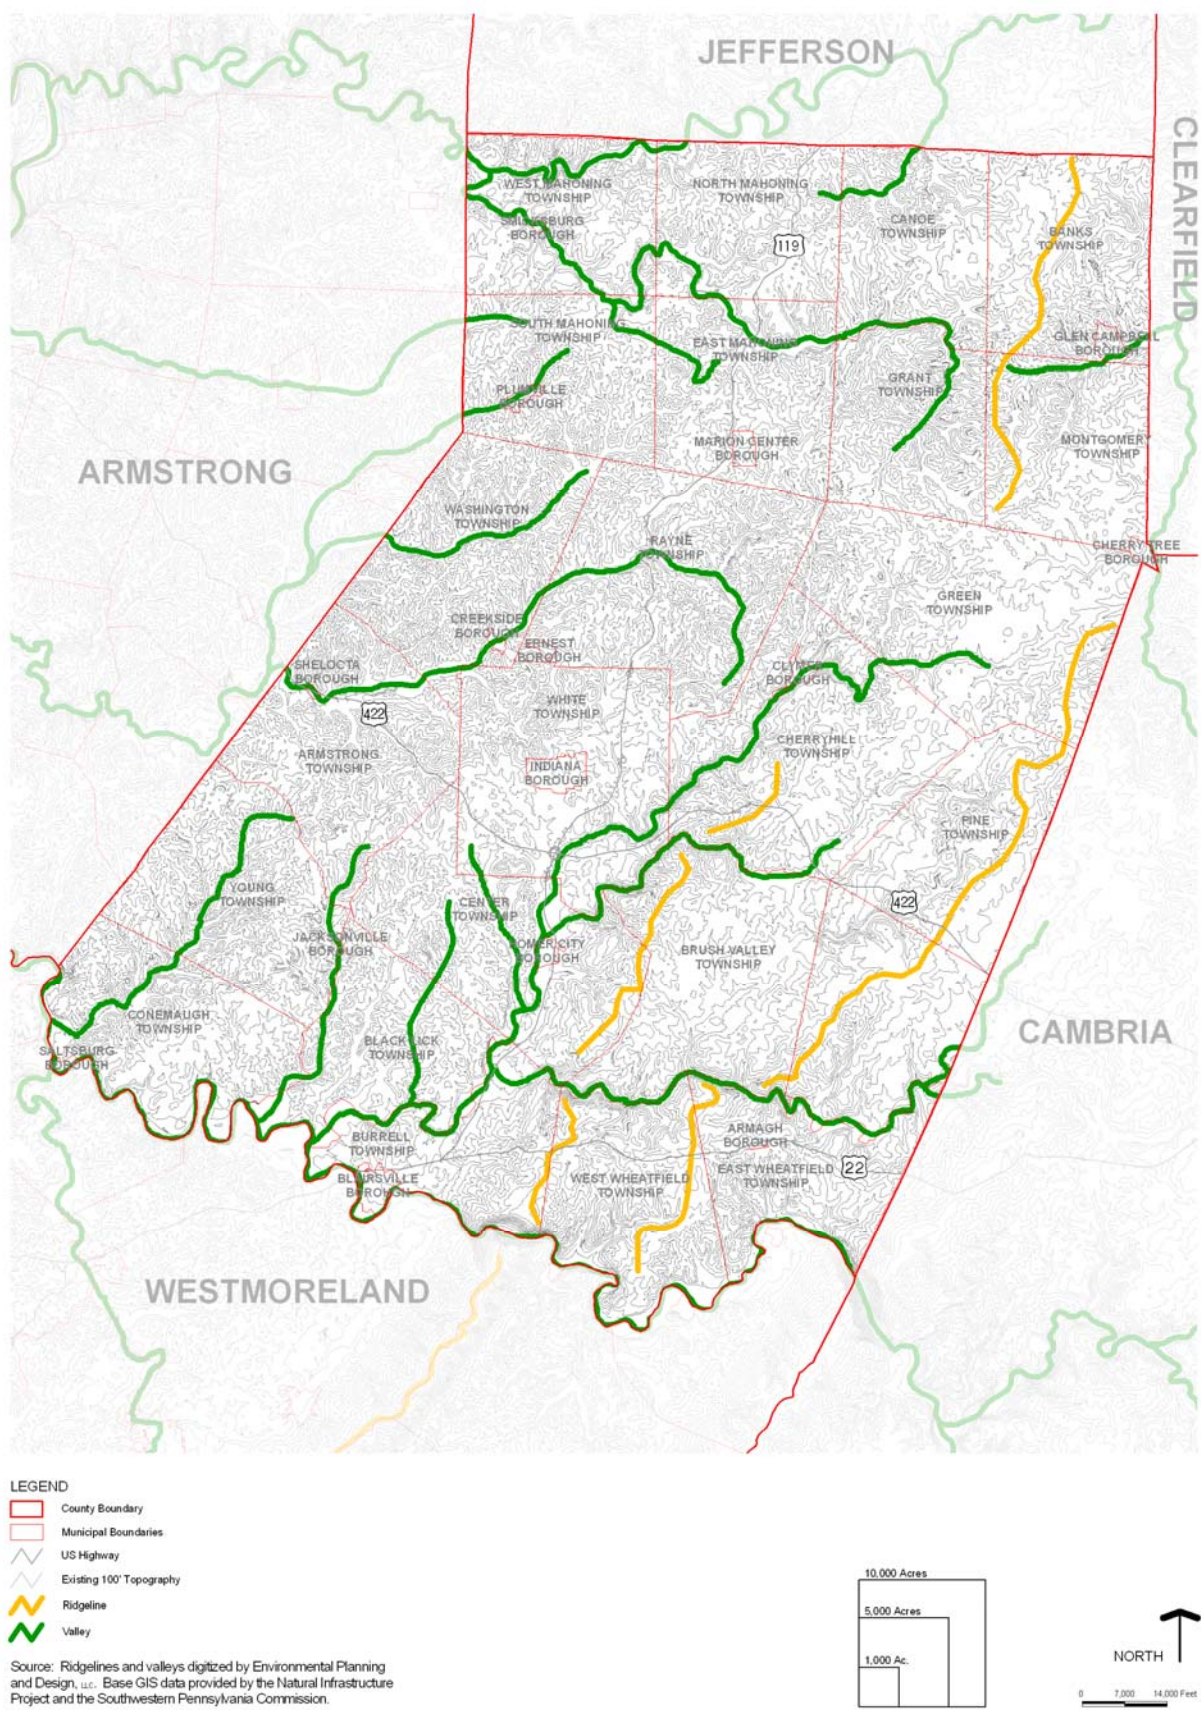 JEFFERSON
CLEARFIELD
WEST MAHONING
TOWNSHIP
NORTH MAHONING
TOWNSHIP
SMICKSBURG
BOROUGH
CANOE
TOWNSHIP
BANKS
TOWNSHIP
119
SOUTH MAHONING
TOWNSHIP
EAST MAHONING
TOWNSHIP
GLEN CAMPBELL
BOROUGH
GRANT
TOWNSHIP
PLUMVILLE
BOROUGH
MARION CENTER
BOROUGH
MONTGOMERY
TOWNSHIP
ARMSTRONG
WASHINGTON
TOWNSHIP
RAYNE
TOWNSHIP
CHERRY TREE
BOROUGH
GREEN
TOWNSHIP
CREEKSIDE
BOROUGH
ERNEST
BOROUGH
SHELOCTA
BOROUGH
CLYMER
BOROUGH
WHITE
TOWNSHIP
422
CHERRYHILL
TOWNSHIP
ARMSTRONG
TOWNSHIP
INDIANA
BOROUGH
PINE
TOWNSHIP
YOUNG
TOWNSHIP
CENTER
TOWNSHIP
422
JACKSONVILLE
BOROUGH
HOMER CITY
BOROUGH
BRUSH VALLEY
TOWNSHIP
CONEMAUGH
TOWNSHIP
CAMBRIA
BLACK LICK
TOWNSHIP
SALTSBURG
BOROUGH
ARMAGH
BOROUGH
BURRELL
TOWNSHIP
22
EAST WHEATFIELD
TOWNSHIP
WEST WHEATFIELD
TOWNSHIP
BLAIRSVILLE
BOROUGH
WESTMORELAND
LEGEND
County Boundary
Municipal Boundaries
US Highway
Existing 100' Topography
Ridgeline
Valley
Source: Ridgelines and valleys digitized by Environmental Planning
and Design, LLC. Base GIS data provided by the Natural Infrastructure
Project and the Southwestern Pennsylvania Commission.
10,000 Acres
5,000 Acres
1,000 Ac.
NORTH
0 7,000 14,000 Feet